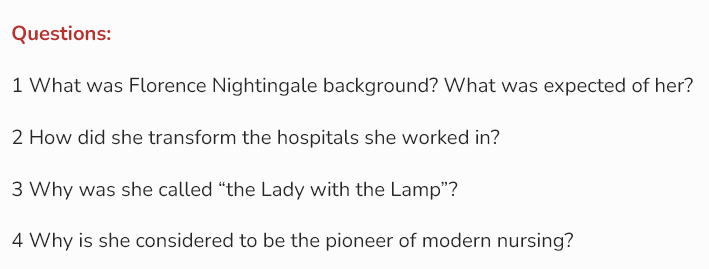 Questions:
1 What was Florence Nightingale background? What was expected of her?
2 How did she transform the hospitals she worked in?
3 Why was she called “the Lady with the Lamp”?
4 Why is she considered to be the pioneer of modern nursing?